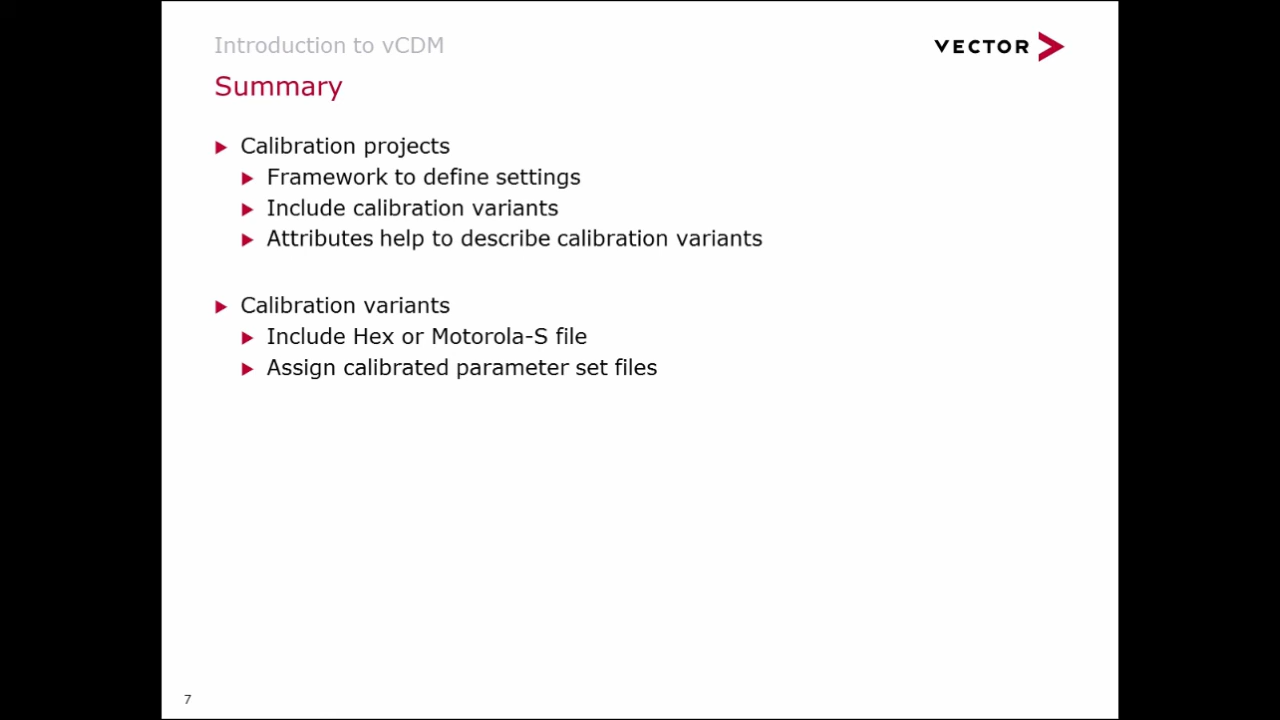 Introduction to vCDM
VECTOR
Summary
Calibration projects
Framework to define settings
Include calibration variants
Attributes help to describe calibration variants
Calibration variants
Include Hex or Motorola-S file
Assign calibrated parameter set files
7